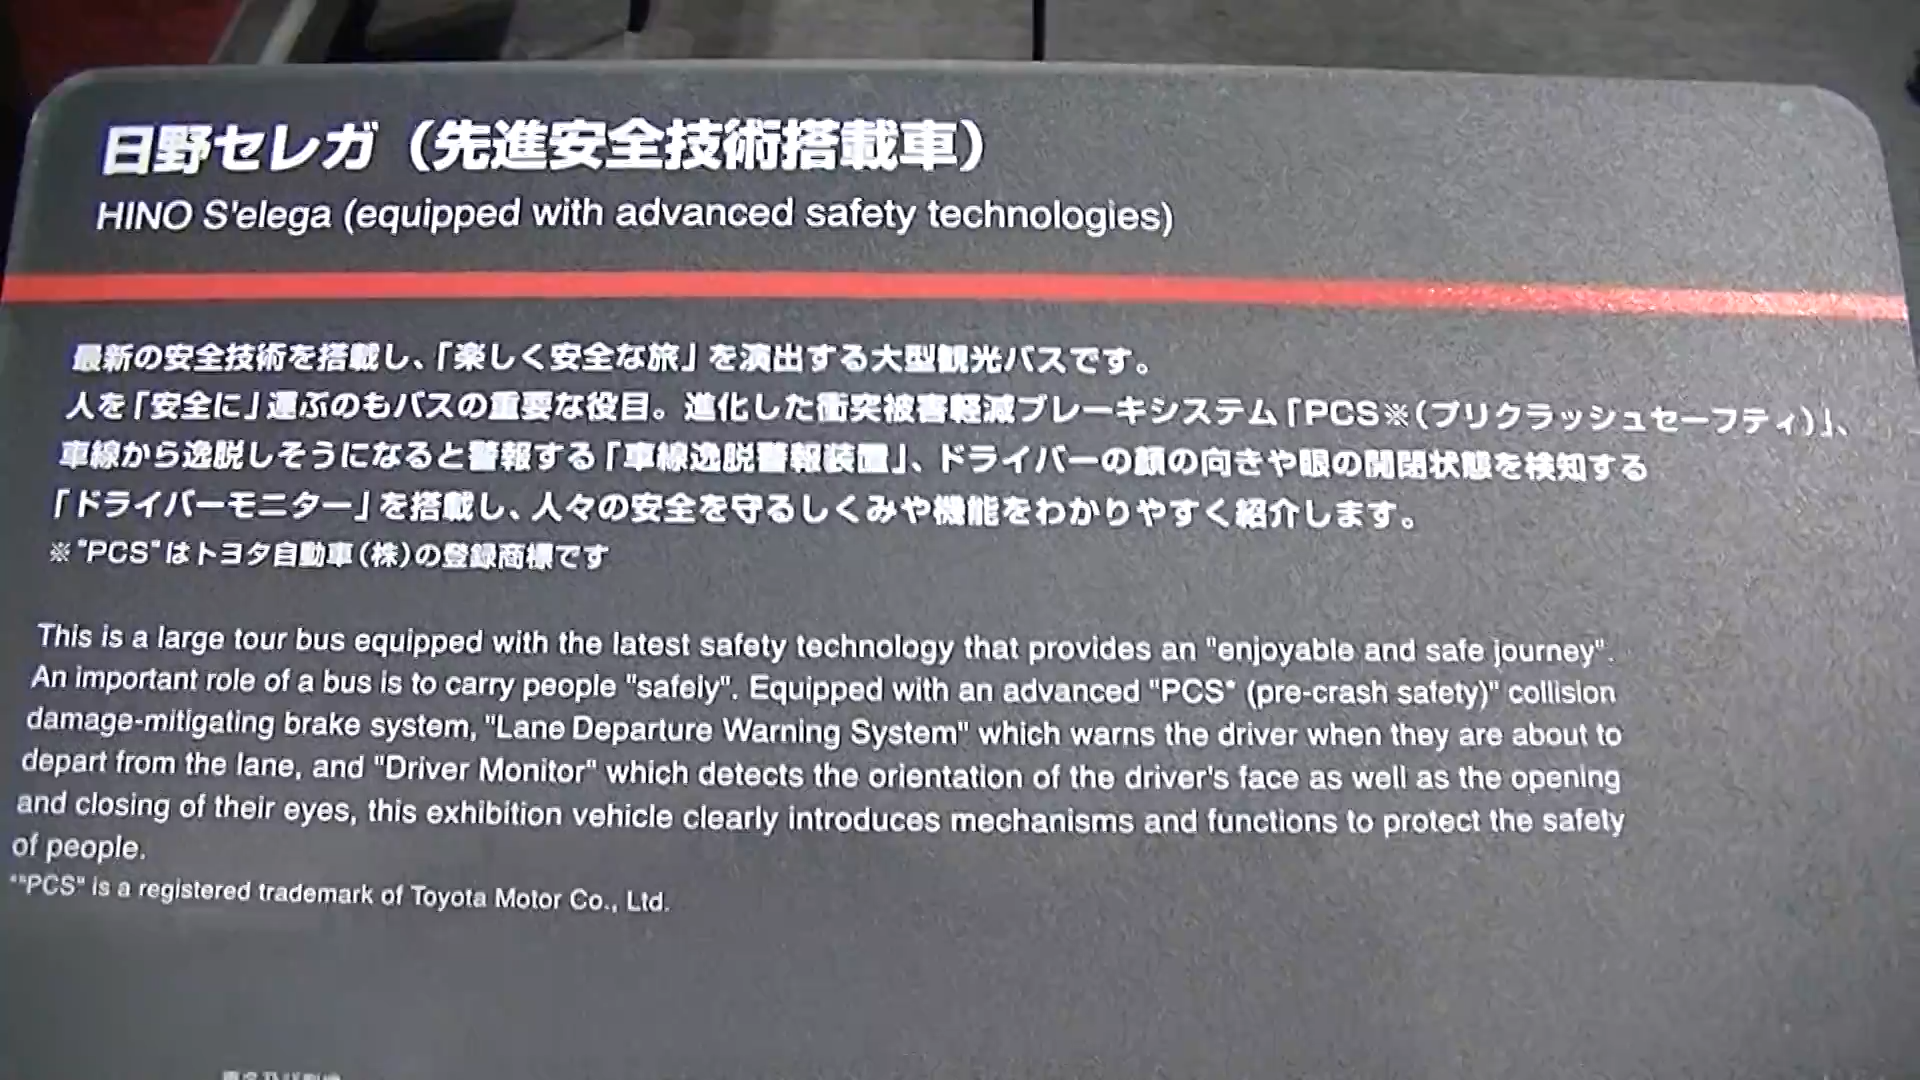 日野セレガ（先進安全技術搭載車）
HINO S'elega (equipped with advanced safety technologies)
最新の安全技術を搭載し、「楽しく安全な旅」を演出する大型観光バスです。
人を「安全に」運ぶのもバスの重要な役目。進化した衝突被害軽減ブレーキシステム「PCS※（プリクラッシュセーフティ）」、
車線から逸脱しそうになると警報する「車線逸脱警報装置」、ドライバーの顔の向きや眼の開閉状態を検知する
「ドライバーモニター」を搭載し、人々の安全を守るしくみや機能をわかりやすく紹介します。
※"PCS"はトヨタ自動車（株）の登録商標です
This is a large tour bus equipped with the latest safety technology that provides an "enjoyable and safe journey".
An important role of a bus is to carry people "safely". Equipped with an advanced "PCS* (pre-crash safety)" collision
damage-mitigating brake system, "Lane Departure Warning System" which warns the driver when they are about to
depart from the lane, and "Driver Monitor" which detects the orientation of the driver's face as well as the opening
and closing of their eyes, this exhibition vehicle clearly introduces mechanisms and functions to protect the safety
of people.
*"PCS" is a registered trademark of Toyota Motor Co., Ltd.